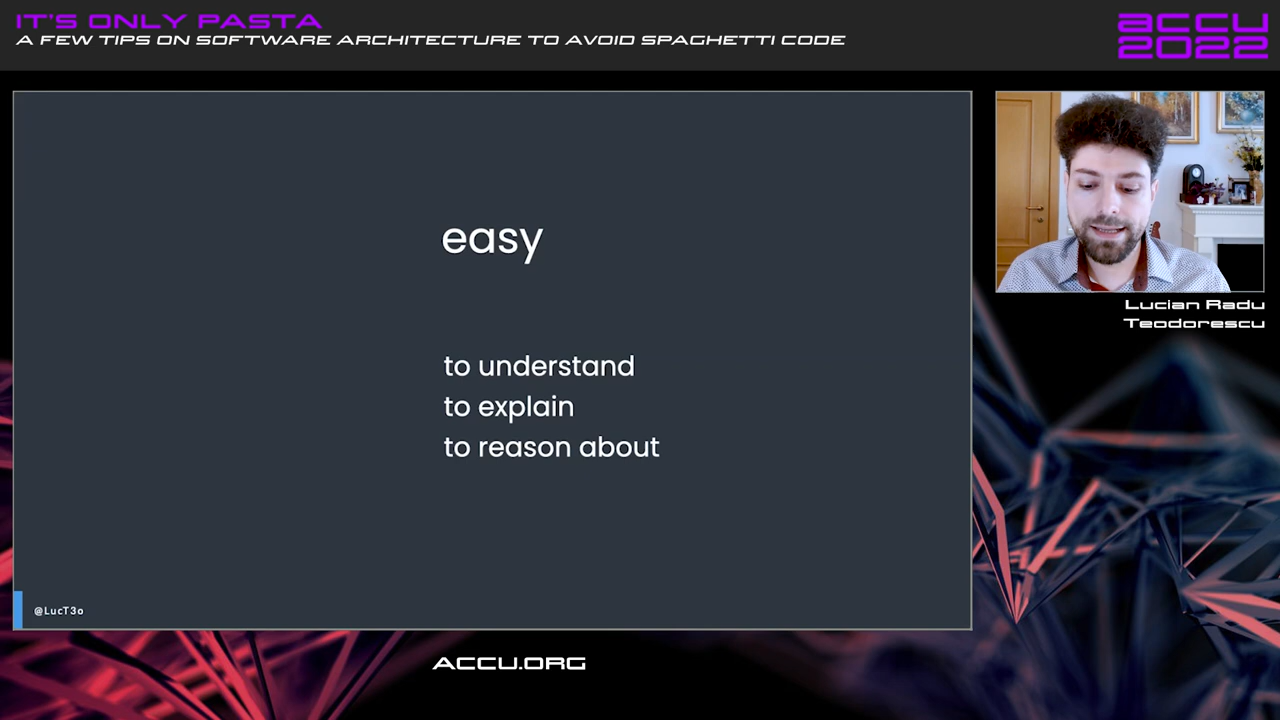 IT'S ONLY PASTA
A FEW TIPS ON SOFTWARE ARCHITECTURE TO AVOID SPAGHETTI CODE
ACCU
2022
easy
to understand
to explain
to reason about
@LucT3o
Lucian Radu
Teodorescu
ACCU.ORG